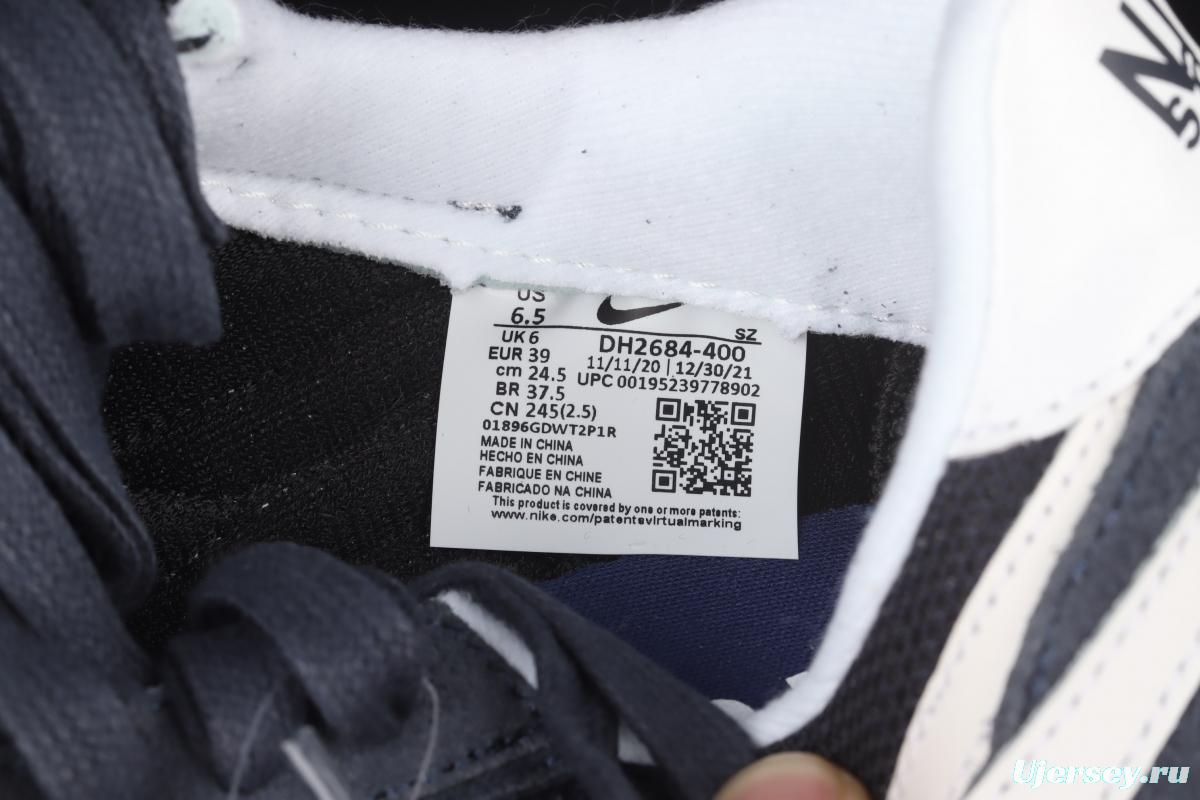 US
6.5
SZ
UK 6
DH2684-400
EUR 39
11/11/20 | 12/30/21
cm 24.5
UPC 00195239778902
BR 37.5
CN 245(2.5)
01896GDWT2P1R
MADE IN CHINA
HECHO EN CHINA
FABRIQUE EN CHINE
FABRICADO NA CHINA
This product is covered by one or more patents:
www.nike.com/patentsvirtualmarking
Ujersey.ru